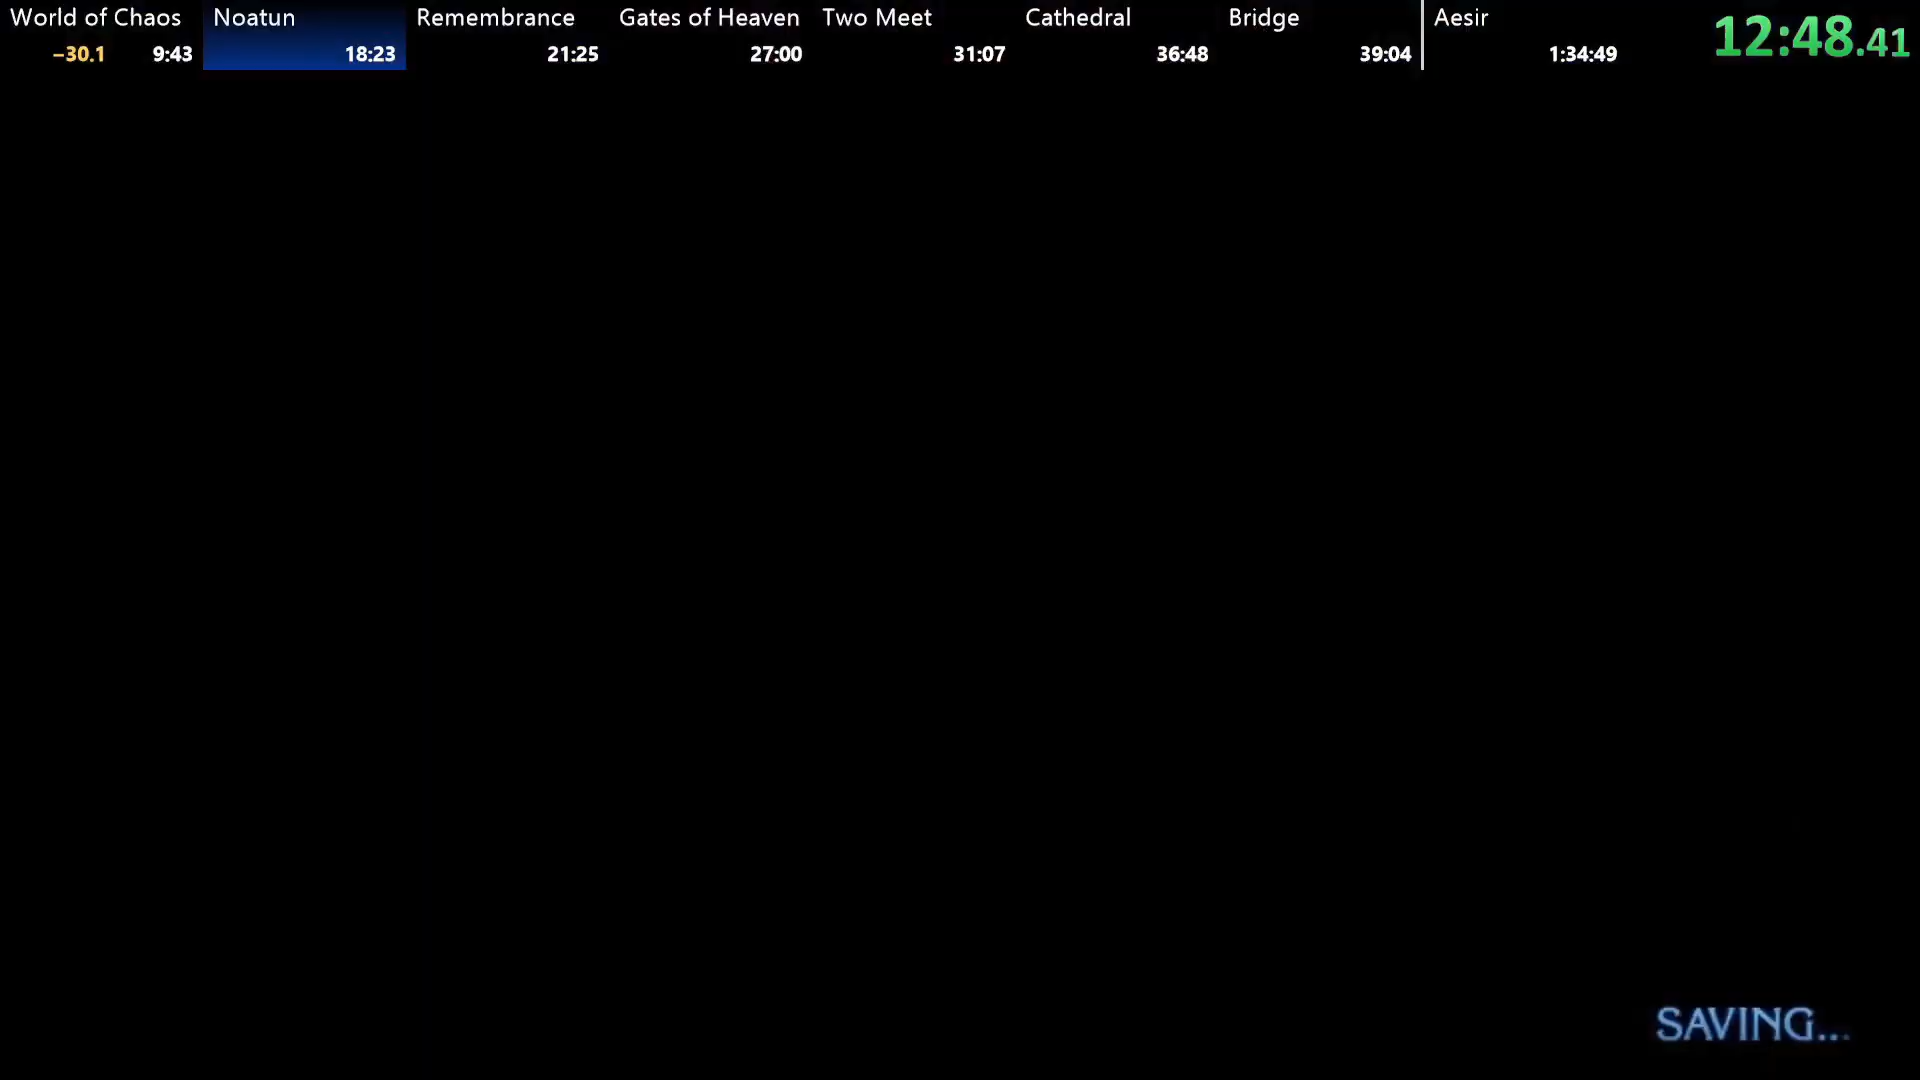 World of Chaos Noatun Remembrance Gates of Heaven Two Meet Cathedral Bridge Aesir 12:48.41
−30.1 9:43 18:23 21:25 27:00 31:07 36:48 39:04 1:34:49
SAVING...